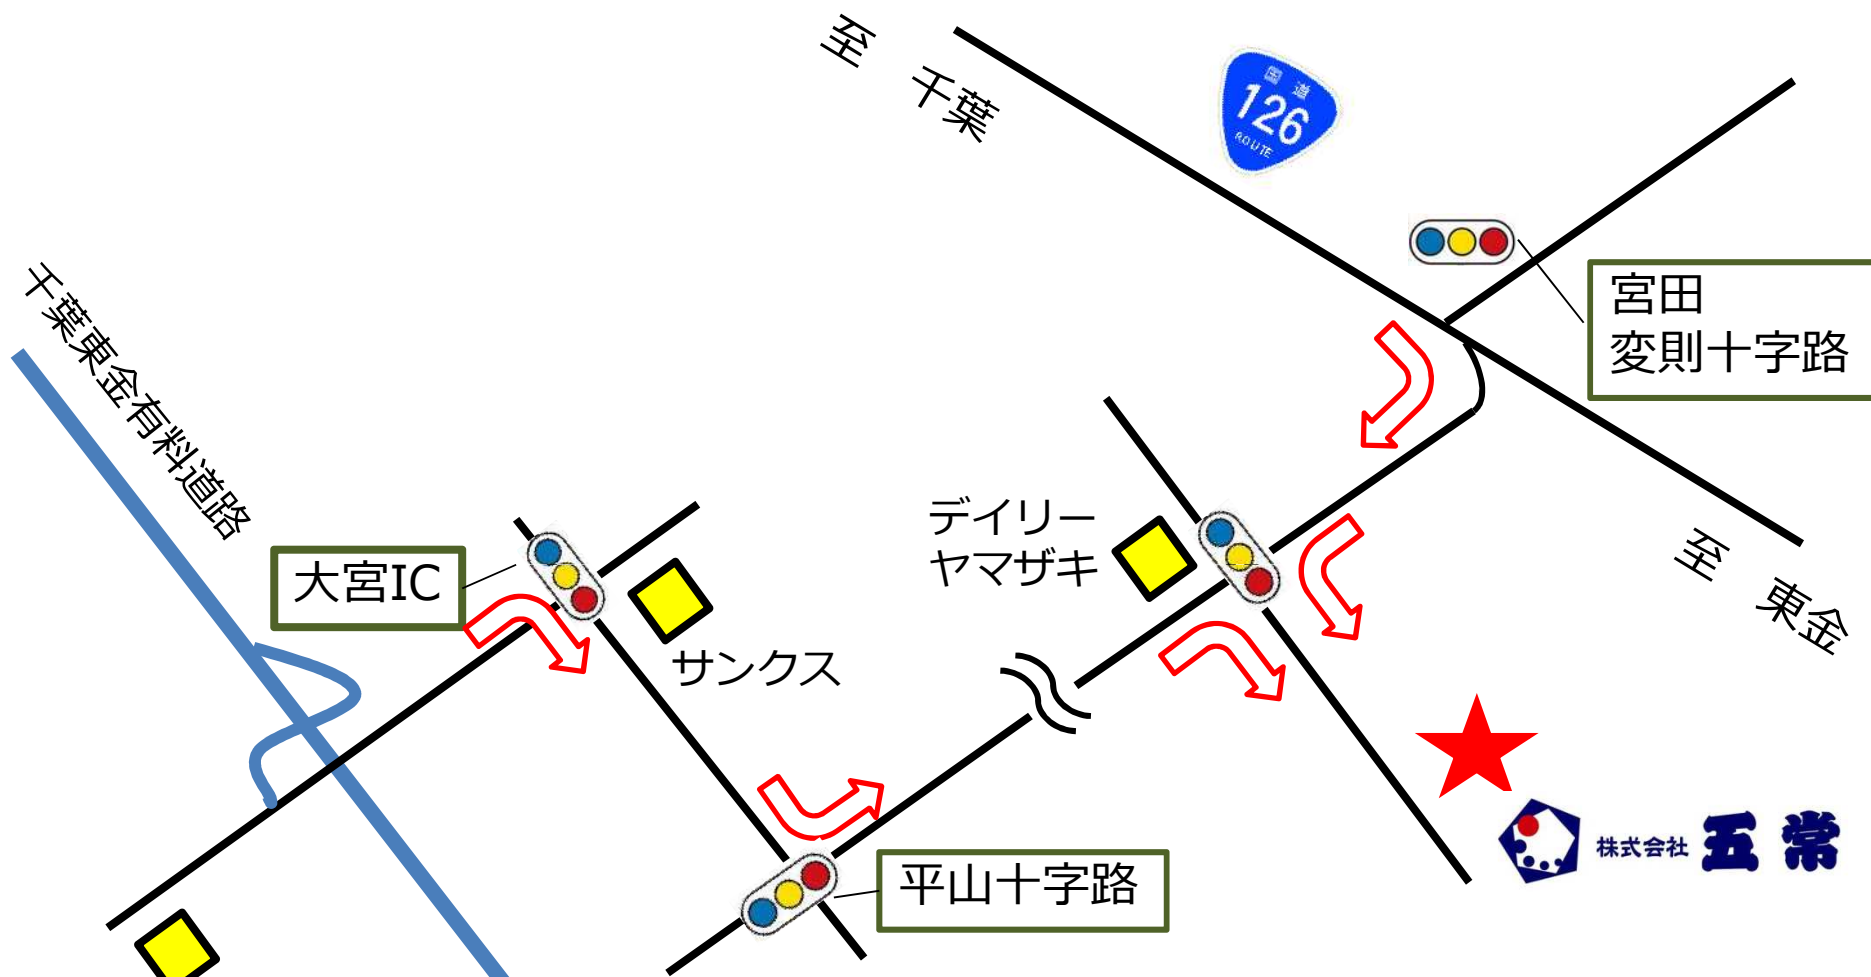 至 千葉
国道
126
ROUTE
宮田
変則十字路
千葉東金有料道路
デイリー
ヤマザキ
大宮IC
サンクス
至 東金
平山十字路
株式会社 五常